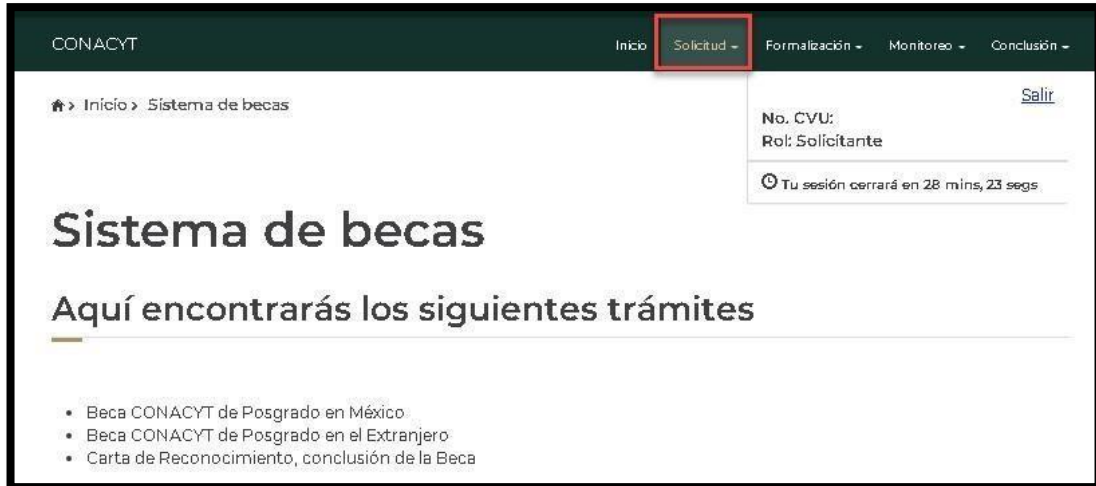 CONACYT Inicio Solicitud Formalización Monitoreo Conclusión
> Inicio > Sistema de becas
Salir
No. CVU:
Rol: Solicitante
Tu sesión cerrará en 28 mins, 23 segs
Sistema de becas
Aquí encontrarás los siguientes trámites
• Beca CONACYT de Posgrado en México
• Beca CONACYT de Posgrado en el Extranjero
• Carta de Reconocimiento, conclusión de la Beca